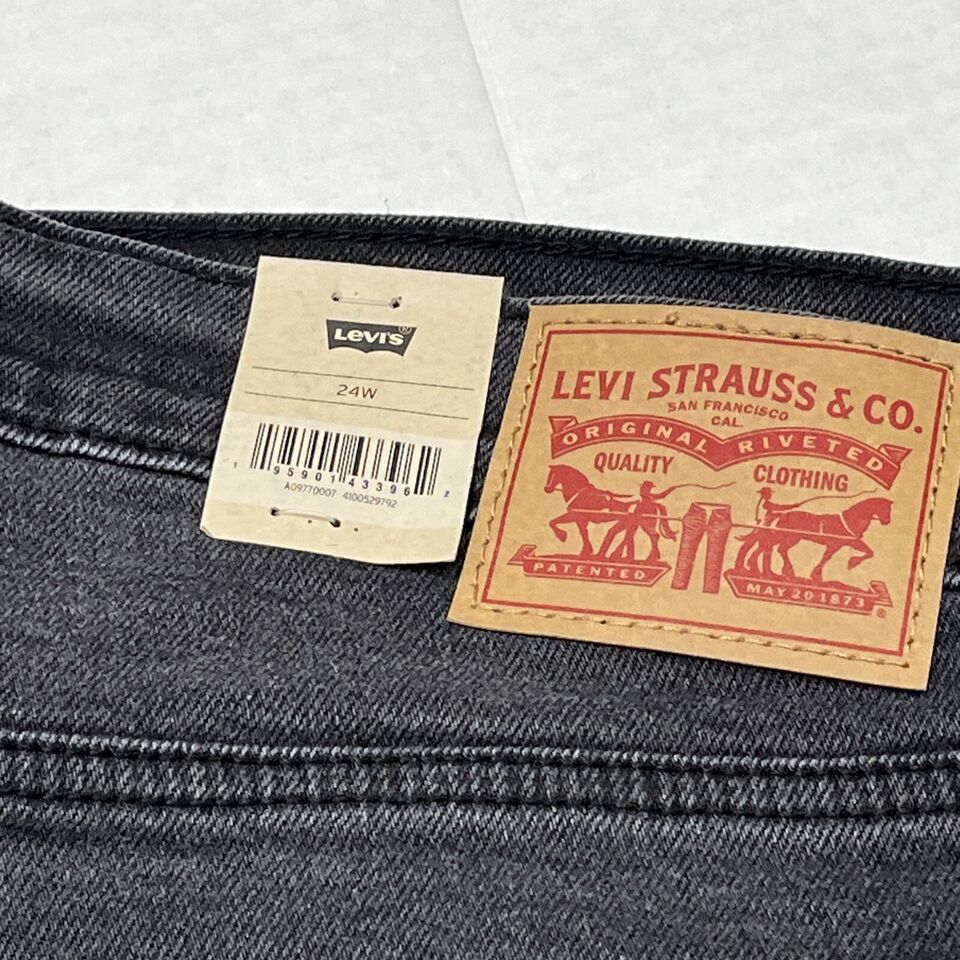 LEVI'S®
24W
1 95901 43396 2
A09770007 4100529792
LEVI STRAUSS & CO.
SAN FRANCISCO
CAL.
ORIGINAL RIVETED
QUALITY CLOTHING
PATENTED
MAY 20 1873
®